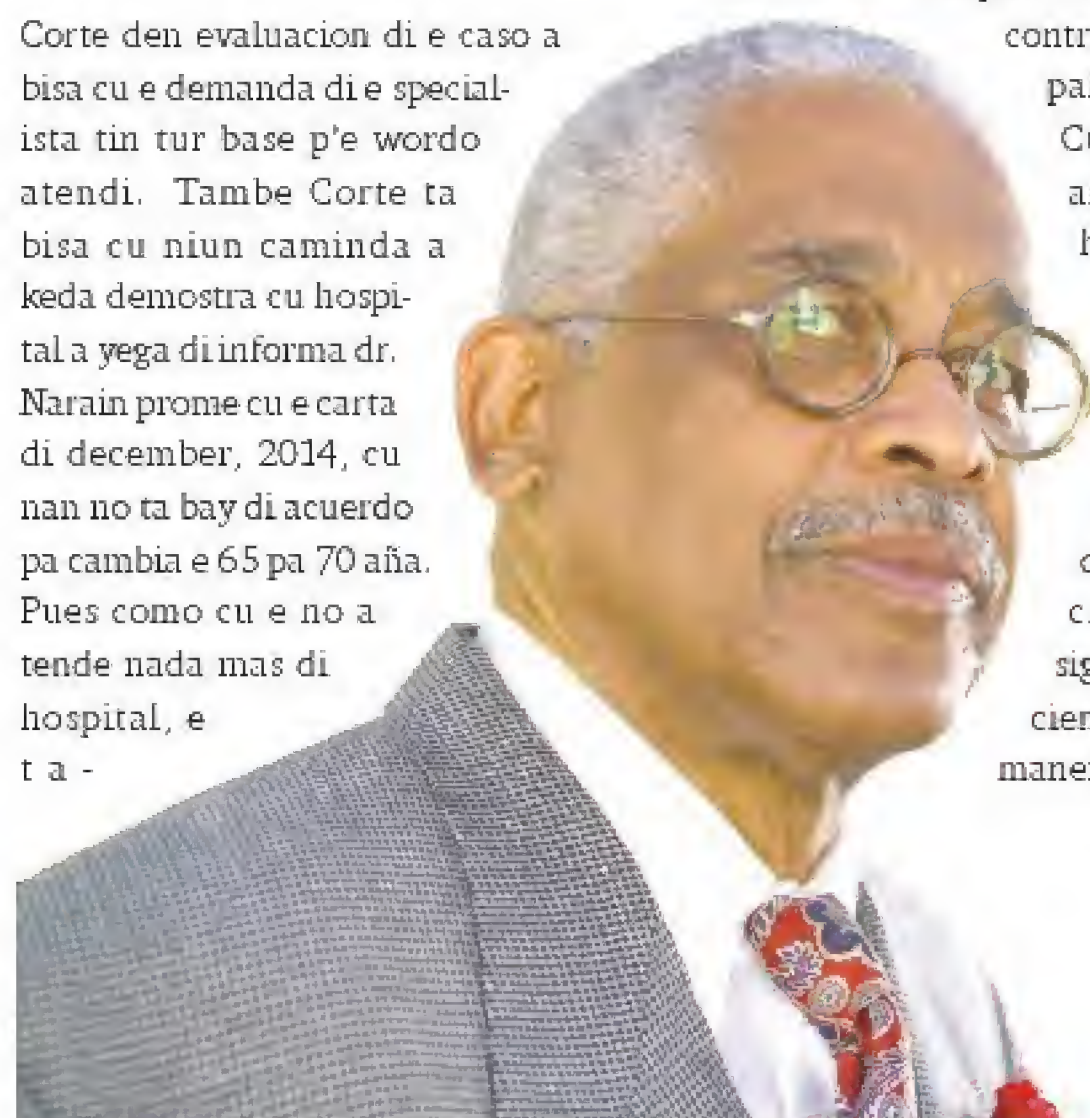 Corte den evaluacion di e caso a
bisa cu e demanda di e special-
ista tin tur base p'e wordo
atendi. Tambe Corte ta
bisa cu niun caminda a
keda demostra cu hospi-
tal a yega di informa dr.
Narain prome cu e carta
di december, 2014, cu
nan no ta bay di acuerdo
pa cambia e 65 pa 70 aña.
Pues como cu e no a
tende nada mas di
hospital, e
t a -